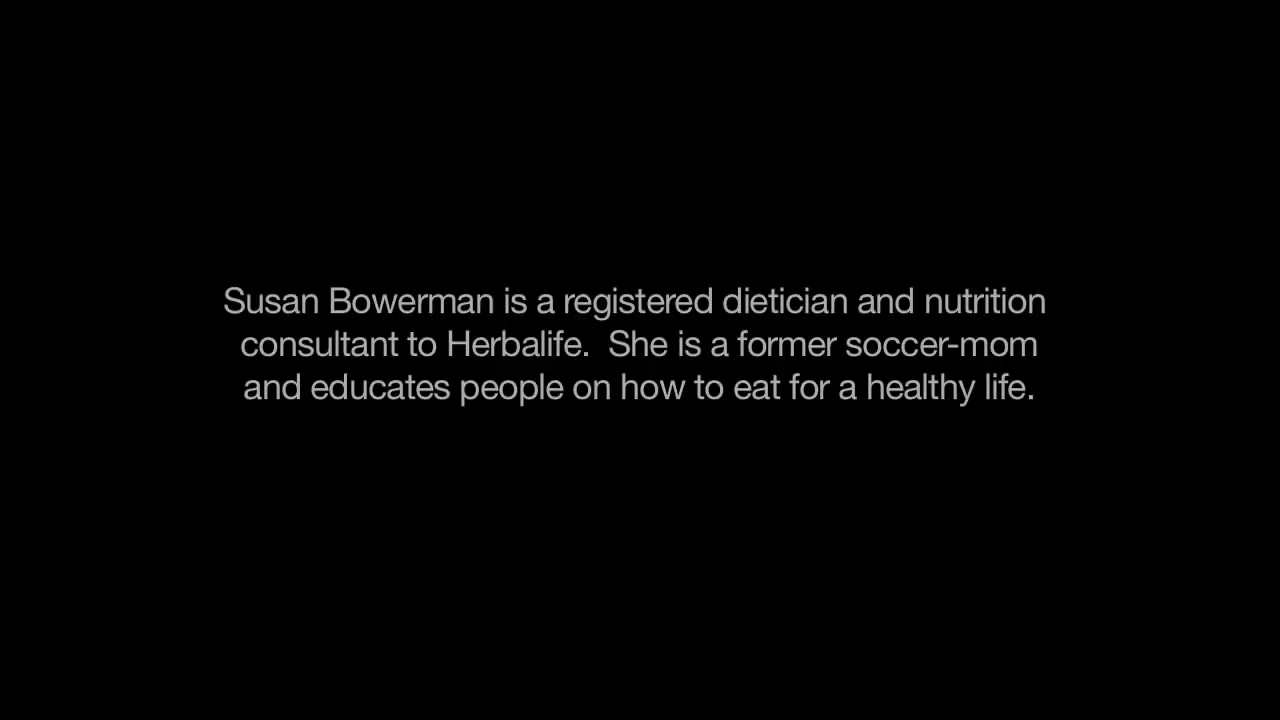 Susan Bowerman is a registered dietician and nutrition
consultant to Herbalife.  She is a former soccer-mom
and educates people on how to eat for a healthy life.